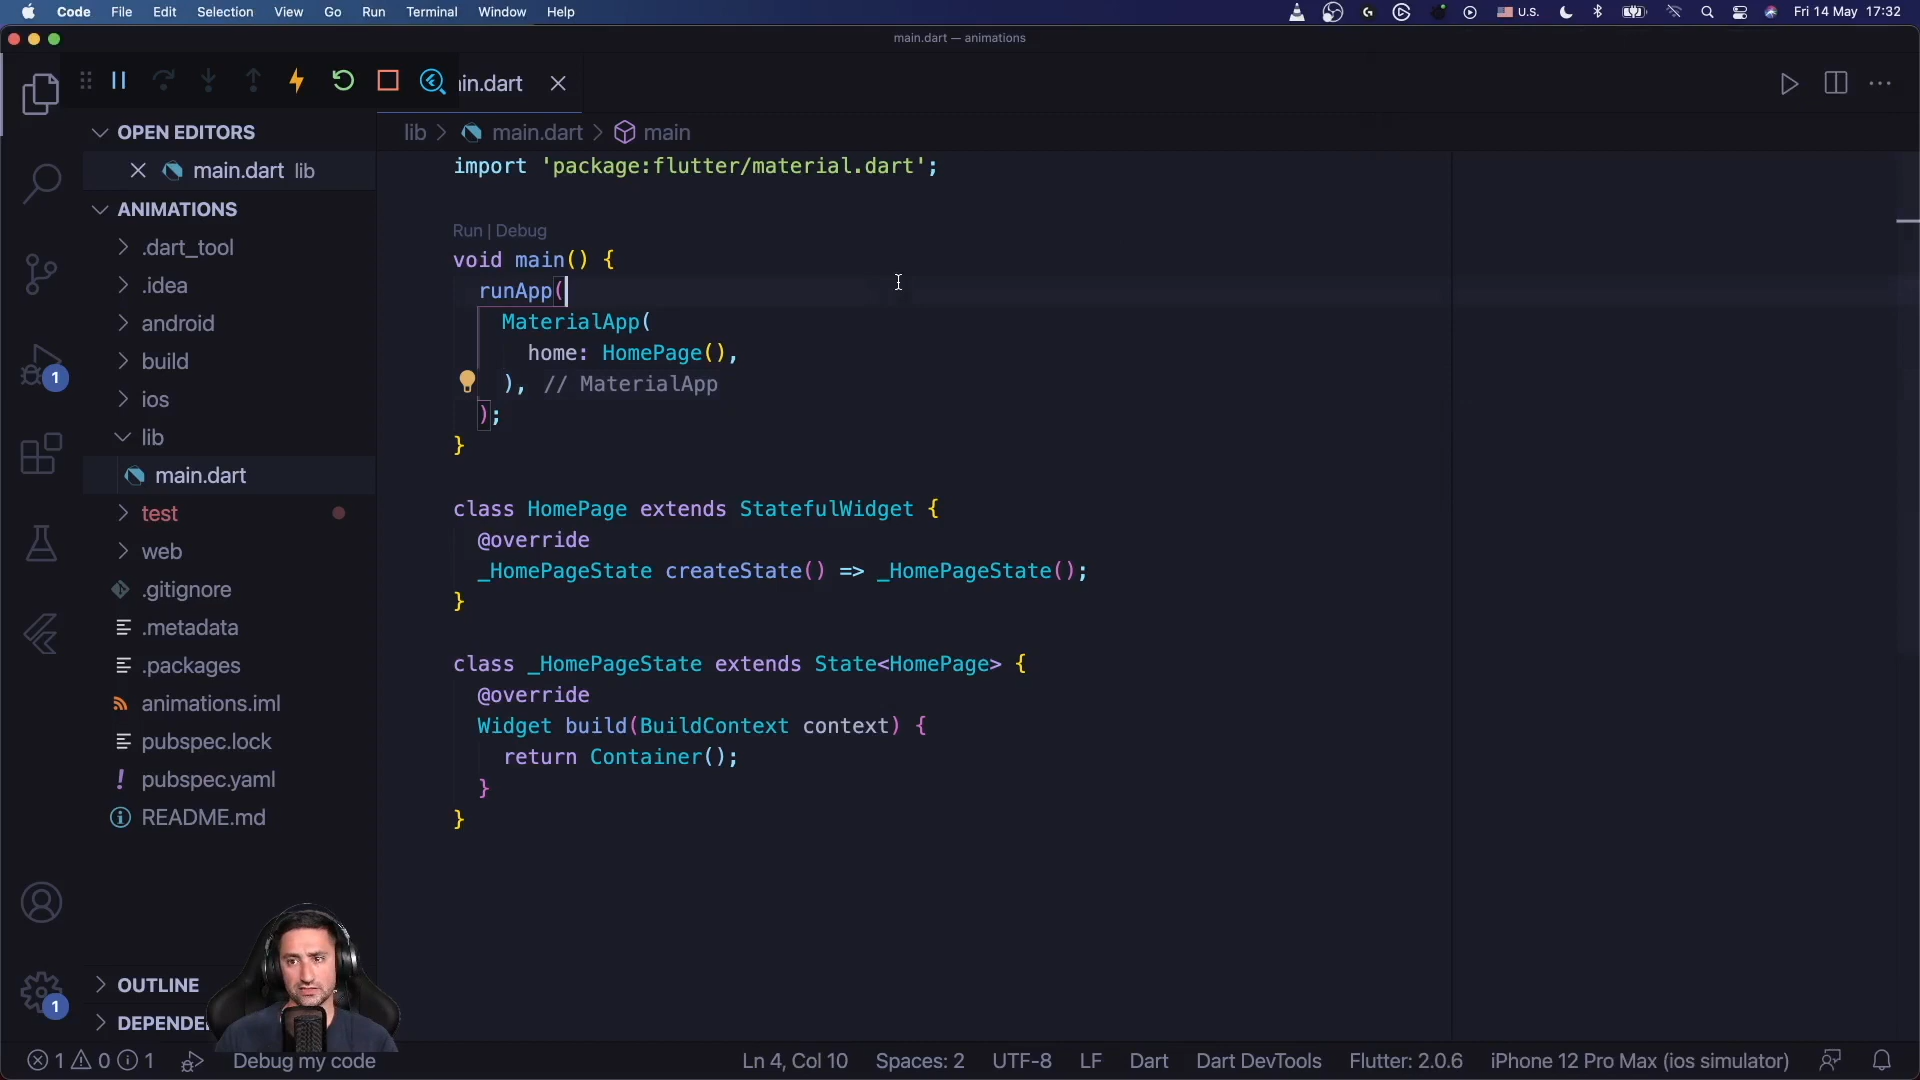 Code File Edit Selection View Go Run Terminal Window Help U.S. Fri 14 May 17:32
main.dart — animations
in.dart
lib > main.dart > main
OPEN EDITORS
main.dart lib
ANIMATIONS
.dart_tool
.idea
android
build
ios
lib
main.dart
test
web
.gitignore
.metadata
.packages
animations.iml
pubspec.lock
pubspec.yaml
README.md
OUTLINE
DEPENDE
1
1
import 'package:flutter/material.dart';
Run | Debug
void main() {
runApp(
MaterialApp(
home: HomePage(),
), // MaterialApp
);
}
class HomePage extends StatefulWidget {
@override
_HomePageState createState() => _HomePageState();
}
class _HomePageState extends State<HomePage> {
@override
Widget build(BuildContext context) {
return Container();
}
}
1 0 1 Debug my code Ln 4, Col 10 Spaces: 2 UTF-8 LF Dart Dart DevTools Flutter: 2.0.6 iPhone 12 Pro Max (ios simulator)